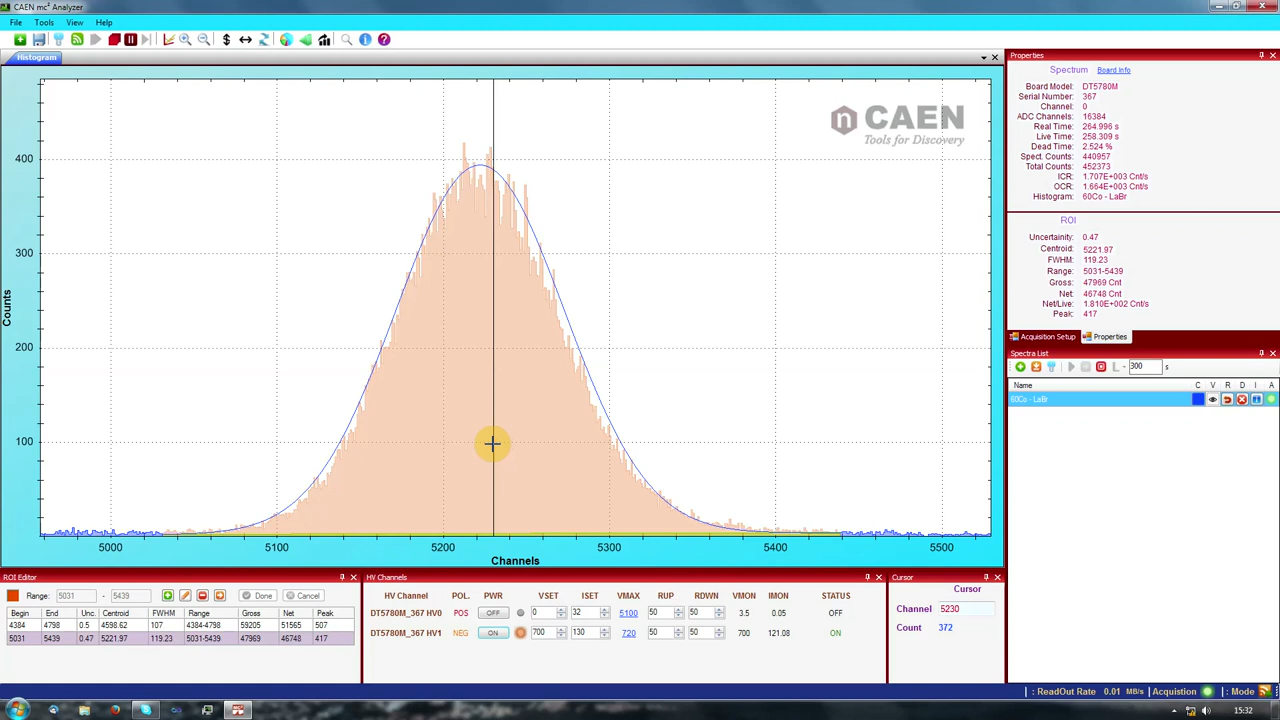 CAEN mc² Analyzer
File Tools View Help
Histogram
Properties
Spectrum Board Info
Board Model: DT5780M
Serial Number: 367
Channel: 0
ADC Channels: 16384
Real Time: 264.996 s
Live Time: 258.309 s
Dead Time: 2.524 %
Spect. Counts: 440957
Total Counts: 452373
ICR: 1.707E+003 Cnt/s
OCR: 1.664E+003 Cnt/s
Histogram: 60Co - LaBr
ROI
Uncertainity: 0.47
Centroid: 5221.97
FWHM: 119.23
Range: 5031-5439
Gross: 47969 Cnt
Net: 46748 Cnt
Net/Live: 1.810E+002 Cnt/s
Peak: 417
Acquisition Setup Properties
Spectra List
300 s
Name C V R D I A
60Co - LaBr
n CAEN
Tools for Discovery
400
300
200
100
Counts
5000 5100 5200 5300 5400 5500
Channels
ROI Editor
Range: 5031 - 5439 Done Cancel
Begin End Unc. Centroid FWHM Range Gross Net Peak
4384 4798 0.5 4598.62 107 4384-4798 59205 51565 507
5031 5439 0.47 5221.97 119.23 5031-5439 47969 46748 417
HV Channels
HV Channel POL. PWR VSET ISET VMAX RUP RDWN VMON IMON STATUS
DT5780M_367 HV0 POS OFF 0 32 5100 50 50 3.5 0.05 OFF
DT5780M_367 HV1 NEG ON 700 130 720 50 50 700 121.08 ON
Cursor
Cursor
Channel 5230
Count 372
: ReadOut Rate 0.01 MB/s Acquistion : Mode
15:32